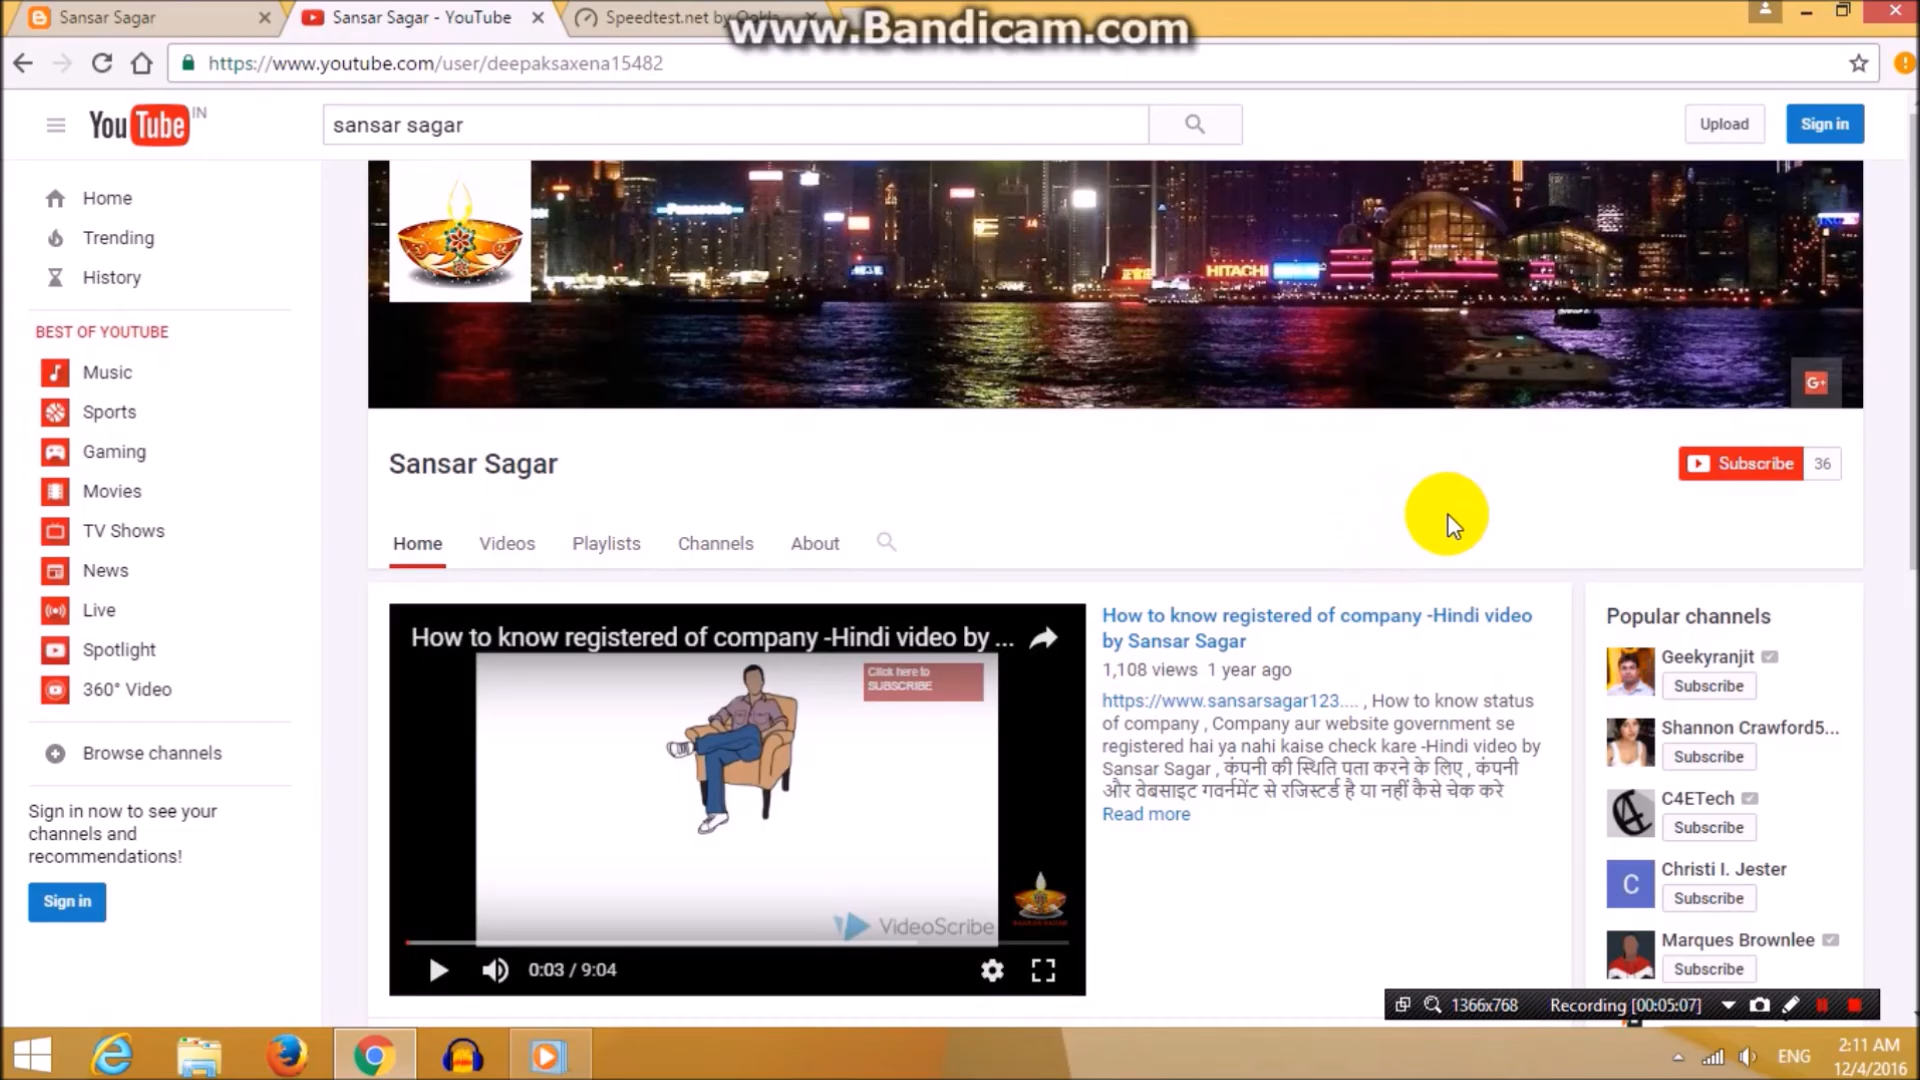 Sansar Sagar
Sansar Sagar - YouTube
Speedtest.net by Ookla
www.Bandicam.com
https://www.youtube.com/user/deepaksaxena15482
YouTube IN
sansar sagar
Upload
Sign in
Home
Trending
History
BEST OF YOUTUBE
Music
Sports
Gaming
Movies
TV Shows
News
Live
Spotlight
360° Video
Browse channels
Sign in now to see your
channels and
recommendations!
Sign in
Panasonic
HITACHI
G+
Sansar Sagar
Subscribe 36
Home Videos Playlists Channels About
How to know registered of company -Hindi video by ...
Click here to
SUBSCRIBE
VideoScribe
0:03 / 9:04
How to know registered of company -Hindi video
by Sansar Sagar
1,108 views 1 year ago
https://www.sansarsagar123.... , How to know status
of company , Company aur website government se
registered hai ya nahi kaise check kare -Hindi video by
Sansar Sagar , कंपनी की स्थिति पता करने के लिए , कंपनी
और वेबसाइट गवर्नमेंट से रजिस्टर्ड है या नहीं कैसे चेक करे
Read more
Popular channels
Geekyranjit
Subscribe
Shannon Crawford5...
Subscribe
C4ETech
Subscribe
C
Christi I. Jester
Subscribe
Marques Brownlee
Subscribe
1366x768 Recording [00:05:07]
ENG
2:11 AM
12/4/2016